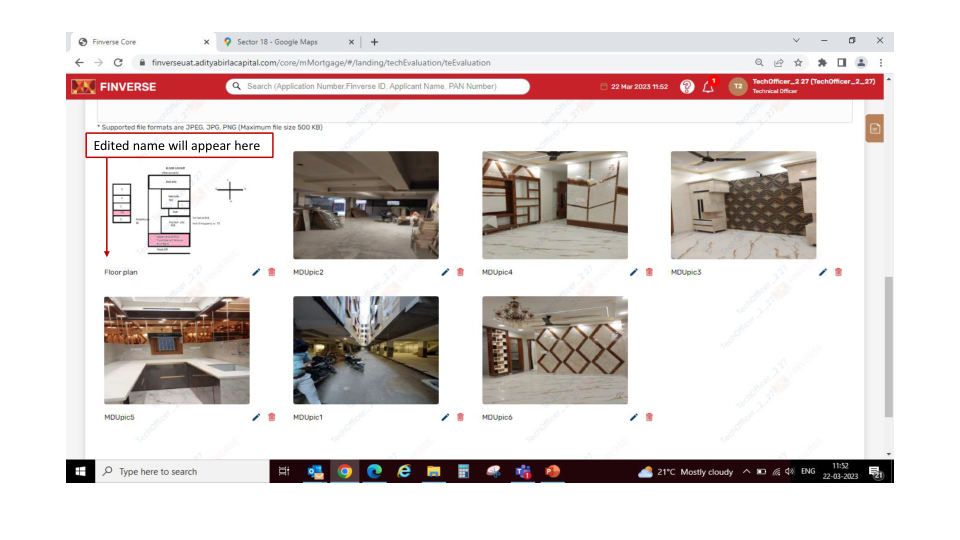 Finverse Core
Sector 18 - Google Maps
finverseuat.adityabirlacapital.com/core/mMortgage/#/landing/techEvaluation/teEvaluation
FINVERSE
Search (Application Number,Finverse ID, Applicant Name, PAN Number)
22 Mar 2023 11:52
1
T2
TechOfficer_2 27 (TechOfficer_2_27)
Technical Officer
* Supported file formats are JPEG, JPG, PNG (Maximum file size 500 KB)
Edited name will appear here
Floor plan
MDUpic2
MDUpic4
MDUpic3
MDUpic5
MDUpic1
MDUpic6
Type here to search
21°C Mostly cloudy
ENG
11:52
22-03-2023
21